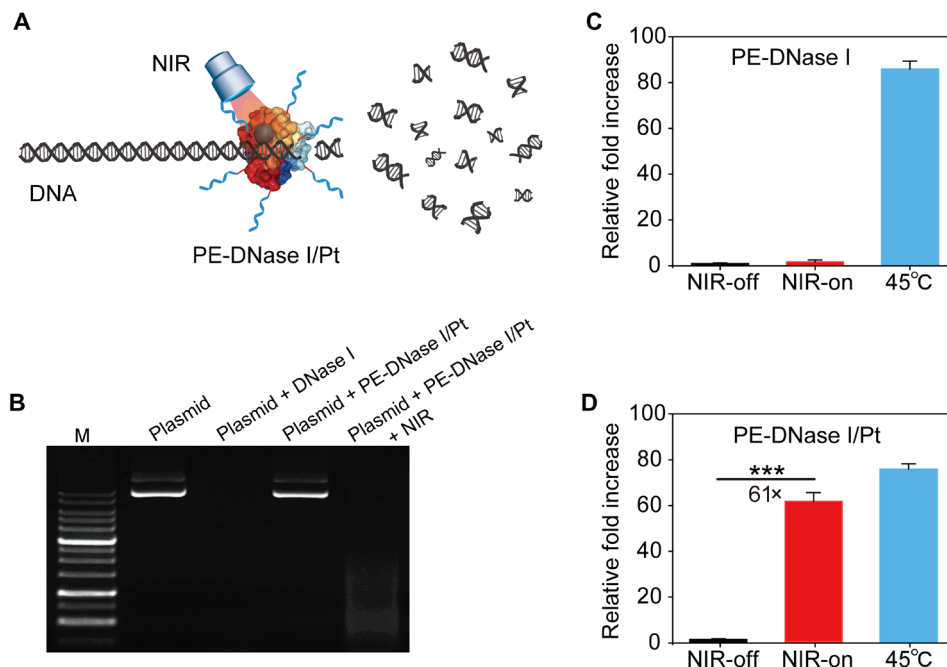 A
NIR
DNA
PE-DNase I/Pt
B
M
Plasmid
Plasmid + DNase I
Plasmid + PE-DNase I/Pt
Plasmid + PE-DNase I/Pt
+ NIR
C
PE-DNase I
Relative fold increase
100
80
60
40
20
0
NIR-off
NIR-on
45°C
D
PE-DNase I/Pt
Relative fold increase
100
80
60
40
20
0
***
61×
NIR-off
NIR-on
45°C